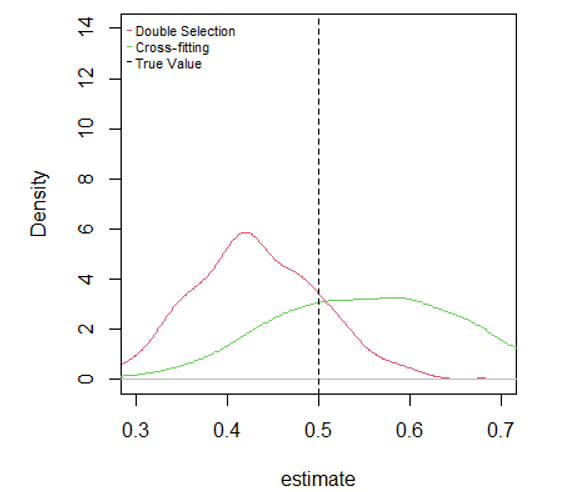 Double Selection
Cross-fitting
True Value
14
12
10
8
6
4
2
0
Density
0.3 0.4 0.5 0.6 0.7
estimate